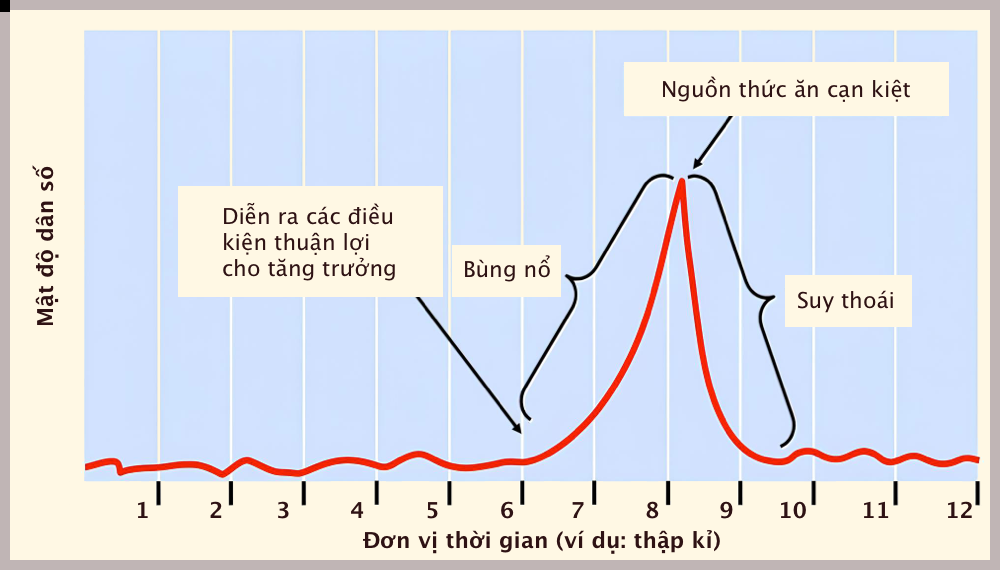 Nguồn thức ăn cạn kiệt
Diễn ra các điều
kiện thuận lợi
cho tăng trưởng
Bùng nổ
Suy thoái
Mật độ dân số
1 2 3 4 5 6 7 8 9 10 11 12
Đơn vị thời gian (ví dụ: thập kỉ)